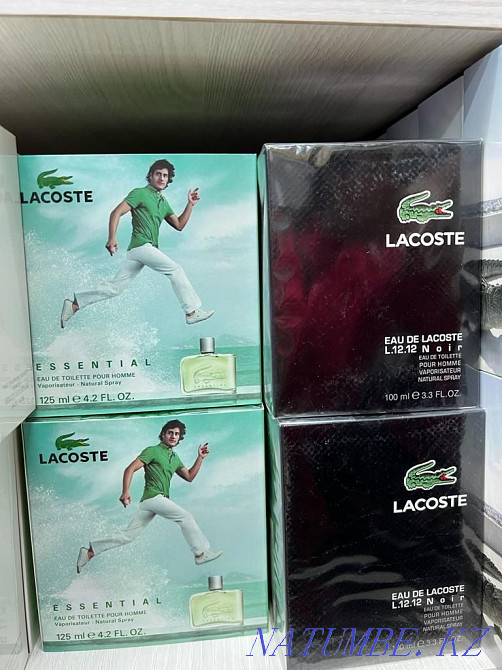 LACOSTE
ESSENTIAL
EAU DE TOILETTE POUR HOMME
Vaporisateur - Natural Spray
125 ml e 4.2 FL. OZ.
LACOSTE
EAU DE LACOSTE
L.12.12 Noir
EAU DE TOILETTE
POUR HOMME
VAPORISATEUR
NATURAL SPRAY
100 ml e 3.3 FL. OZ.
LACOSTE
ESSENTIAL
EAU DE TOILETTE POUR HOMME
Vaporisateur - Natural Spray
125 ml e 4.2 FL. OZ.
LACOSTE
EAU DE LACOSTE
L.12.12 Noir
EAU DE TOILETTE
POUR HOMME
VAPORISATEUR
NATURAL SPRAY
NATUMBE.KZ